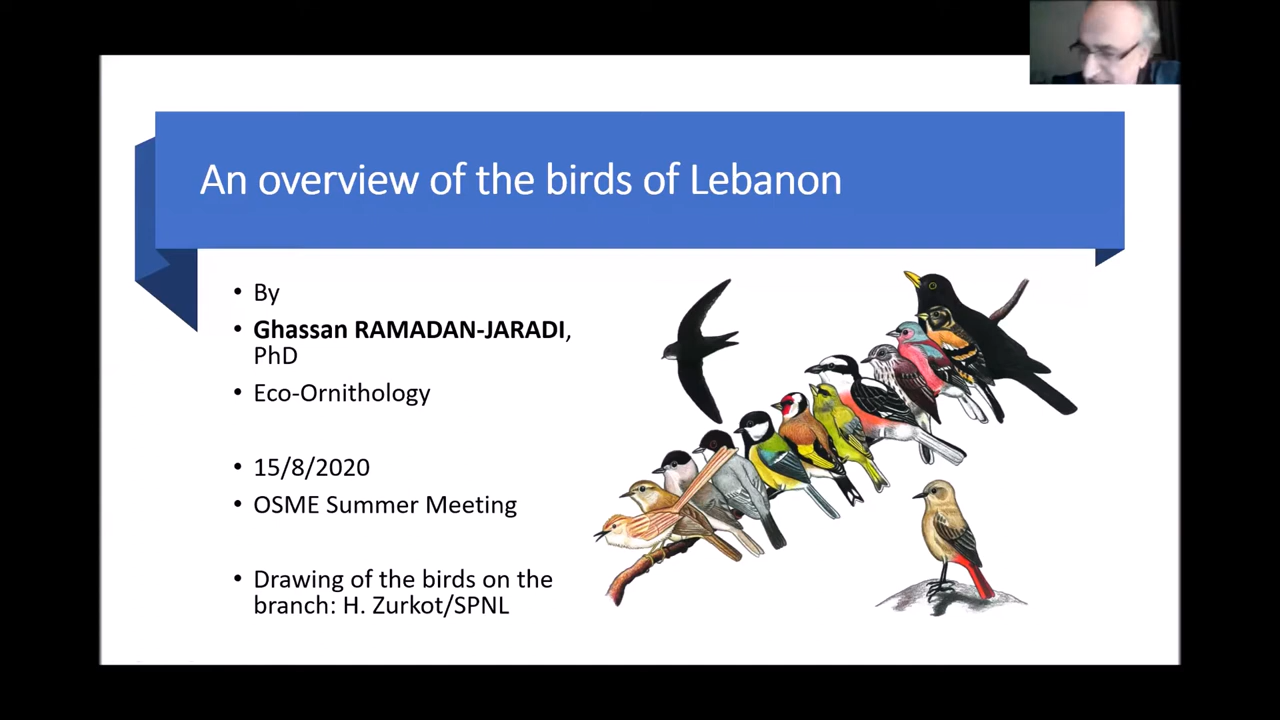 An overview of the birds of Lebanon
• By
• Ghassan RAMADAN-JARADI,
PhD
• Eco-Ornithology
• 15/8/2020
• OSME Summer Meeting
• Drawing of the birds on the
branch: H. Zurkot/SPNL